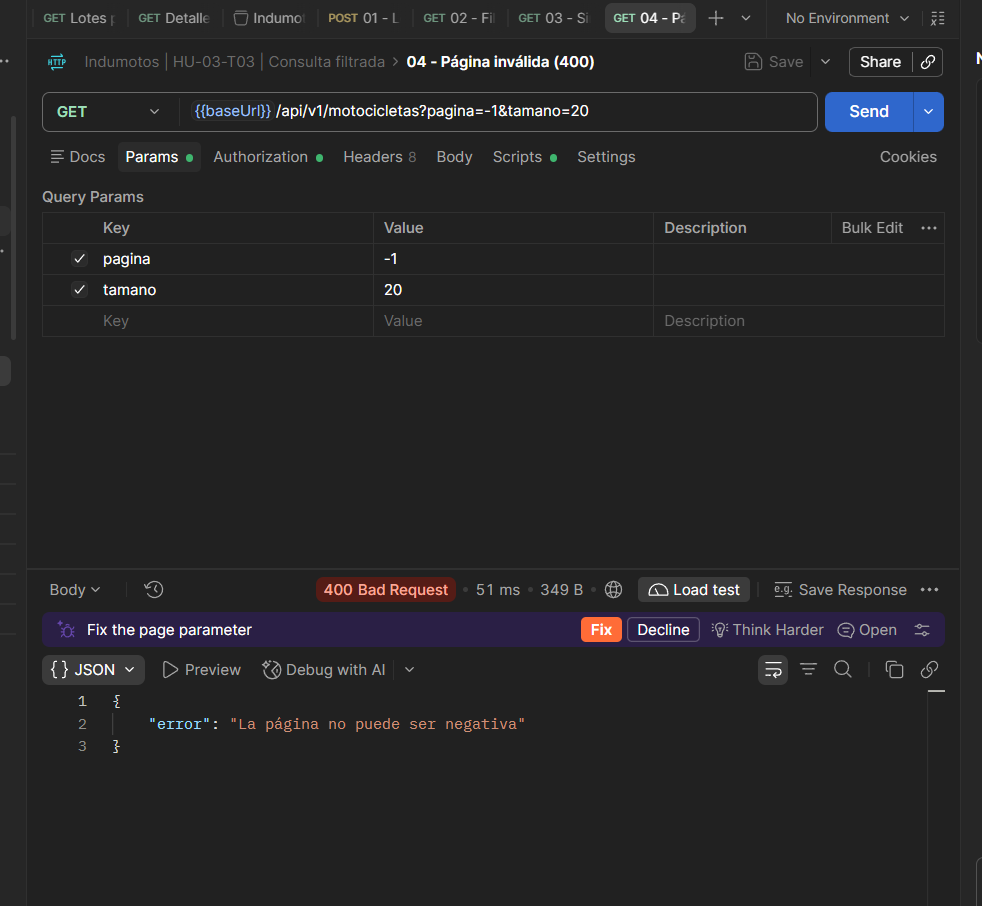 GET Lotes GET Detalle Indumo POST 01 - L GET 02 - Fi GET 03 - Si GET 04 - Pá No Environment
HTTP Indumotos | HU-03-T03 | Consulta filtrada > 04 - Página inválida (400) Save Share
GET {{baseUrl}} /api/v1/motocicletas?pagina=-1&tamano=20 Send
Docs Params Authorization Headers 8 Body Scripts Settings Cookies
Query Params
Key Value Description Bulk Edit
pagina -1
tamano 20
Key Value Description
Body 400 Bad Request 51 ms 349 B Load test e.g. Save Response
Fix the page parameter Fix Decline Think Harder Open
{ } JSON Preview Debug with AI
1 {
2 "error": "La página no puede ser negativa"
3 }